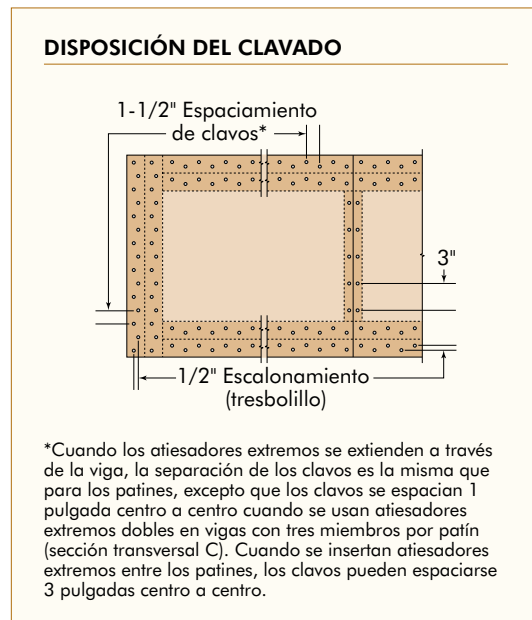 DISPOSICIÓN DEL CLAVADO
1-1/2" Espaciamiento
de clavos*
3"
1/2" Escalonamiento
(tresbolillo)
*Cuando los atiesadores extremos se extienden a través
de la viga, la separación de los clavos es la misma que
para los patines, excepto que los clavos se espacian 1
pulgada centro a centro cuando se usan atiesadores
extremos dobles en vigas con tres miembros por patín
(sección transversal C). Cuando se insertan atiesadores
extremos entre los patines, los clavos pueden espaciarse
3 pulgadas centro a centro.